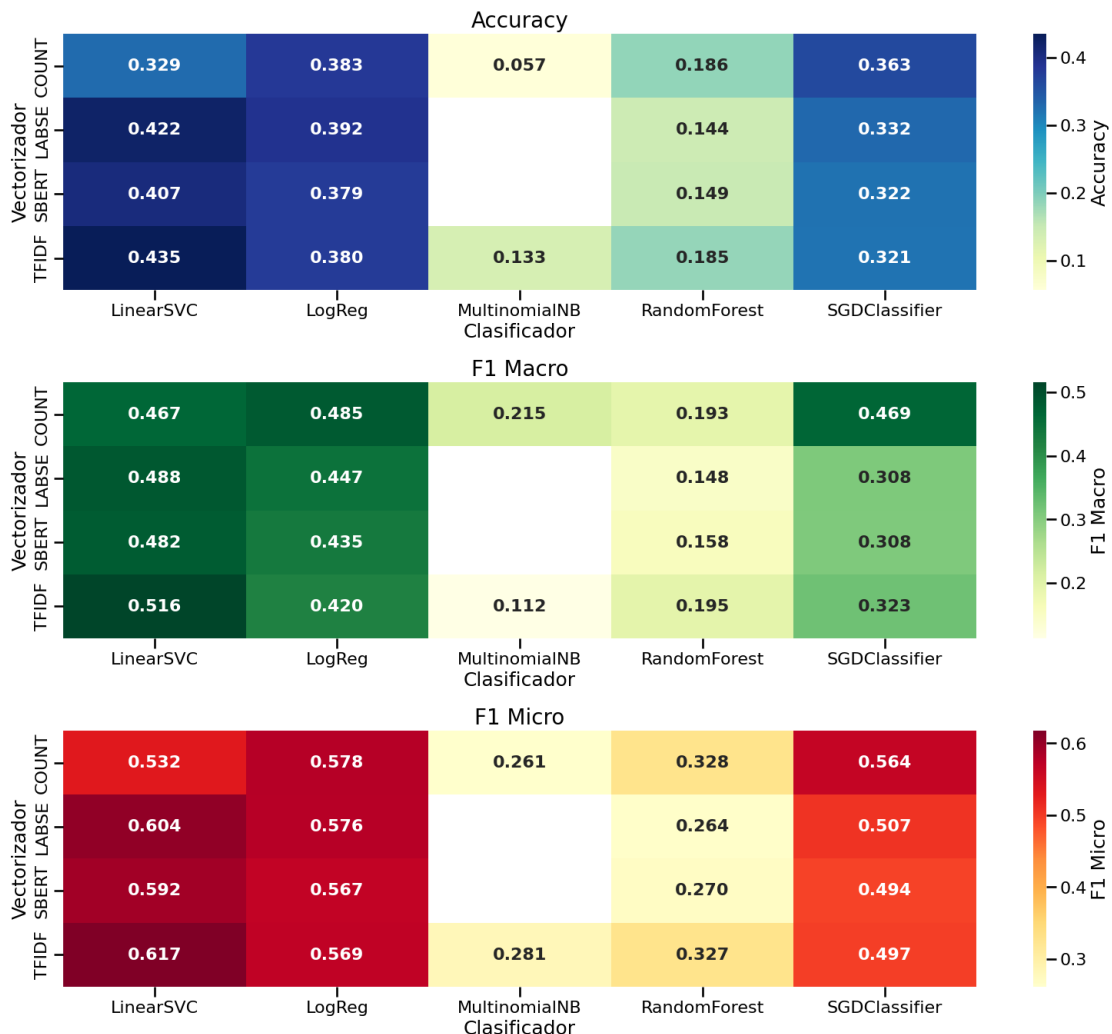 Accuracy
Vectorizador
COUNT 0.329 0.383 0.057 0.186 0.363
LABSE 0.422 0.392 0.144 0.332
SBERT 0.407 0.379 0.149 0.322
TFIDF 0.435 0.380 0.133 0.185 0.321
LinearSVC LogReg MultinomialNB RandomForest SGDClassifier
Clasificador
0.4
0.3
0.2
0.1
Accuracy
F1 Macro
Vectorizador
COUNT 0.467 0.485 0.215 0.193 0.469
LABSE 0.488 0.447 0.148 0.308
SBERT 0.482 0.435 0.158 0.308
TFIDF 0.516 0.420 0.112 0.195 0.323
LinearSVC LogReg MultinomialNB RandomForest SGDClassifier
Clasificador
0.5
0.4
0.3
0.2
F1 Macro
F1 Micro
Vectorizador
COUNT 0.532 0.578 0.261 0.328 0.564
LABSE 0.604 0.576 0.264 0.507
SBERT 0.592 0.567 0.270 0.494
TFIDF 0.617 0.569 0.281 0.327 0.497
LinearSVC LogReg MultinomialNB RandomForest SGDClassifier
Clasificador
0.6
0.5
0.4
0.3
F1 Micro